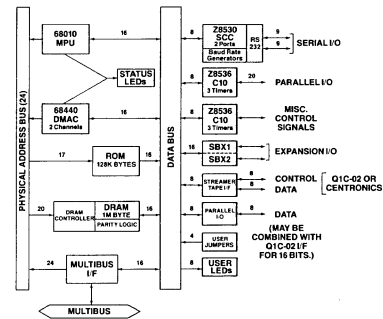 PHYSICAL ADDRESS BUS (24)
68010
MPU
16
STATUS
LEDs
68440
DMAC
2 Channels
16
17
ROM
128K BYTES
16
20
DRAM
CONTROLLER
DRAM
1M BYTE
PARITY LOGIC
16
24
MULTIBUS
I/F
16
MULTIBUS
DATA BUS
8
Z8530
SCC
2 Ports
Baud Rate
Generators
RS
232
9
9
SERIAL I/O
8
Z8536
C10
3 Timers
20
PARALLEL I/O
8
Z8536
C10
3 Timers
MISC.
CONTROL
SIGNALS
16
SBX1
SBX2
EXPANSION I/O
8
STREAMER
TAPE I/F
8
8
CONTROL
DATA
Q1C-02 OR
CENTRONICS
8
PARALLEL
I-O
8
DATA
(MAY BE
COMBINED WITH
Q1C-02 I/F
FOR 16 BITS.)
4
USER
JUMPERS
8
USER
LEDs